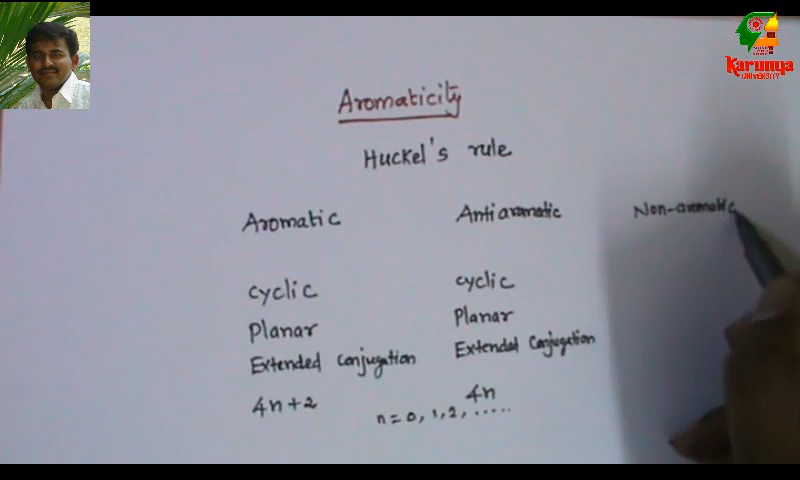 Karunya
UNIVERSITY
Aromaticity
Huckel's rule
Aromatic Antiaromatic Non-aromatic
cyclic cyclic
Planar Planar
Extended Conjugation Extended Conjugation
4n+2 4n
n=0,1,2,.....